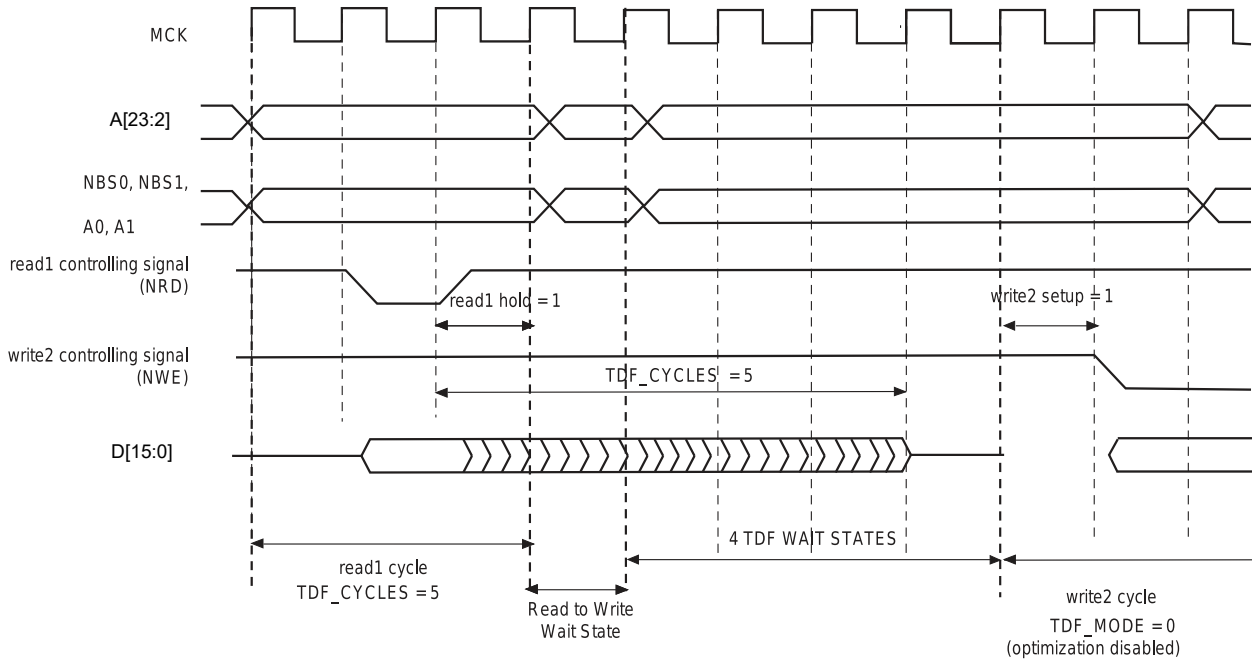 MCK
A[23:2]
NBS0, NBS1,
A0, A1
read1 controlling signal
(NRD)
read1 hold = 1
write2 setup = 1
write2 controlling signal
(NWE)
TDF_CYCLES = 5
D[15:0]
4 TDF WAIT STATES
read1 cycle
TDF_CYCLES = 5
Read to Write
Wait State
write2 cycle
TDF_MODE = 0
(optimization disabled)